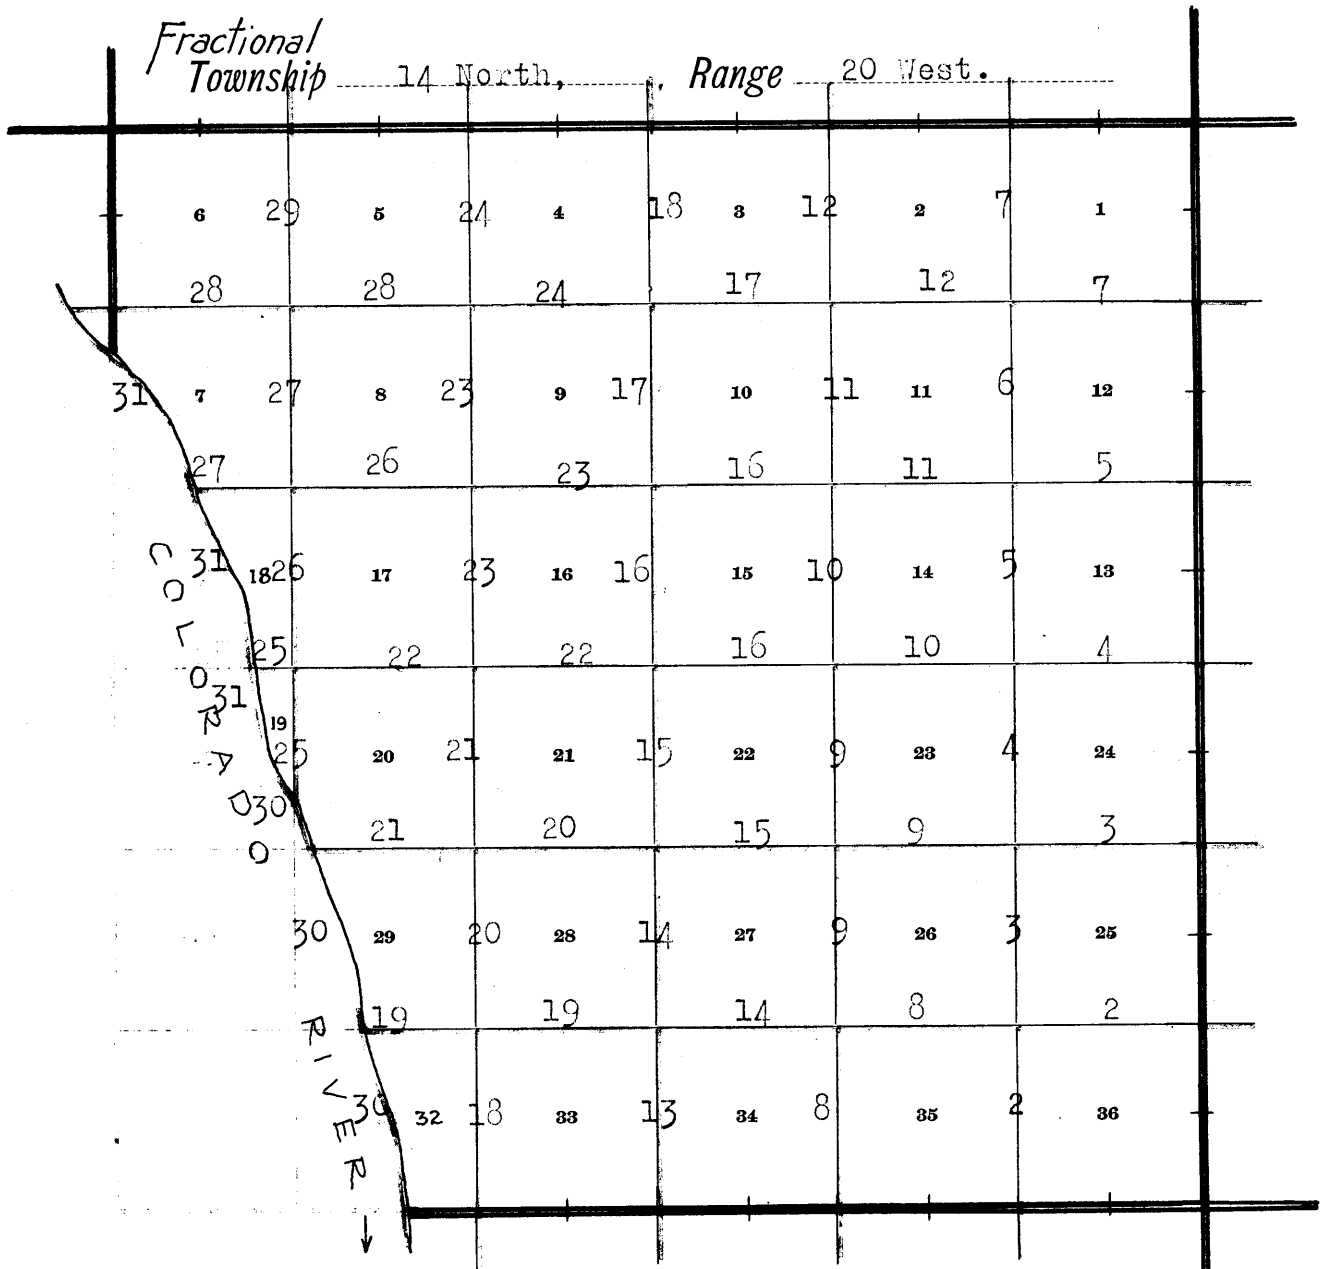 Fractional
Township 14 North, , Range 20 West.
6 29 5 24 4 18 3 12 2 7 1
28 28 24 17 12 7
31 7 27 8 23 9 17 10 11 11 6 12
27 26 23 16 11 5
31 18 26 17 23 16 16 15 10 14 5 13
25 22 22 16 10 4
31 19 25 20 21 21 15 22 9 23 4 24
30 21 20 15 9 3
30 29 20 28 14 27 9 26 3 25
19 19 14 8 2
30 32 18 33 13 34 8 35 2 36
COLORADO
RIVER